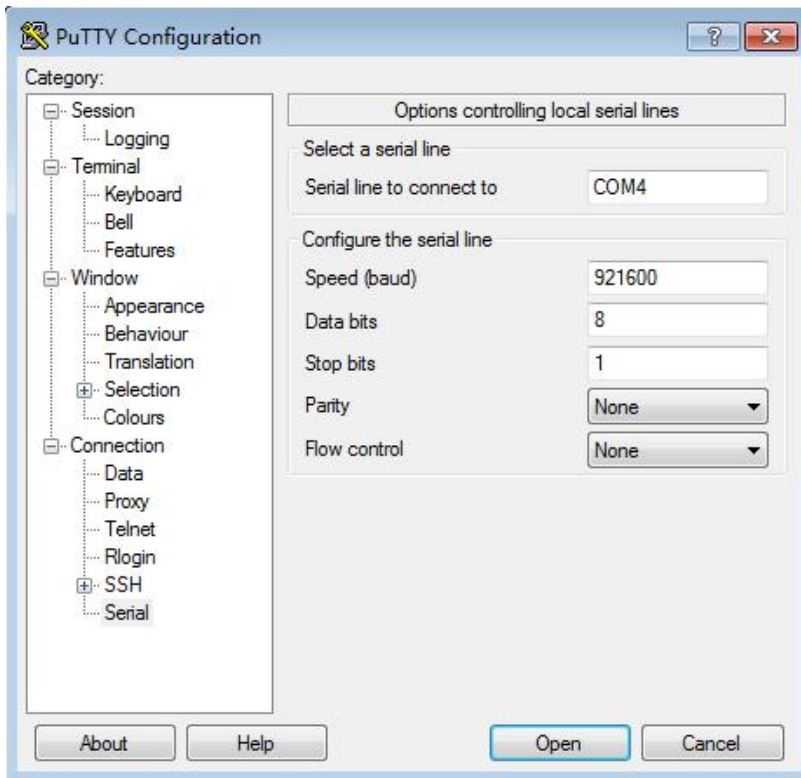 PuTTY Configuration
Category:
Session
Logging
Terminal
Keyboard
Bell
Features
Window
Appearance
Behaviour
Translation
Selection
Colours
Connection
Data
Proxy
Telnet
Rlogin
SSH
Serial
Options controlling local serial lines
Select a serial line
Serial line to connect to COM4
Configure the serial line
Speed (baud) 921600
Data bits 8
Stop bits 1
Parity None
Flow control None
About Help Open Cancel